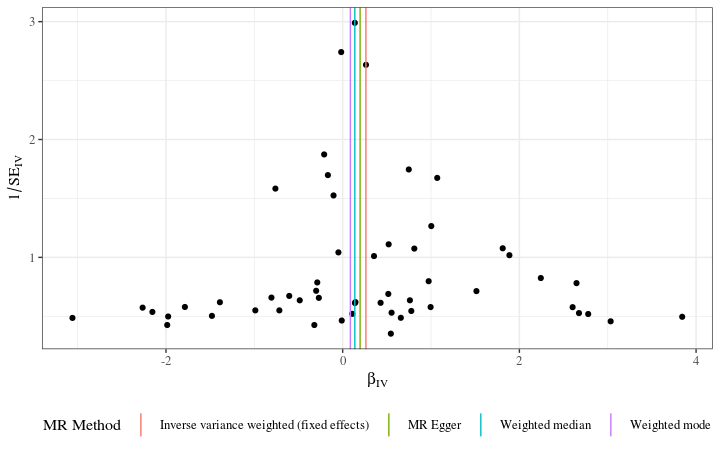 3
2
1
1/SE_IV
-2 0 2 4
β_IV
MR Method Inverse variance weighted (fixed effects) MR Egger Weighted median Weighted mode